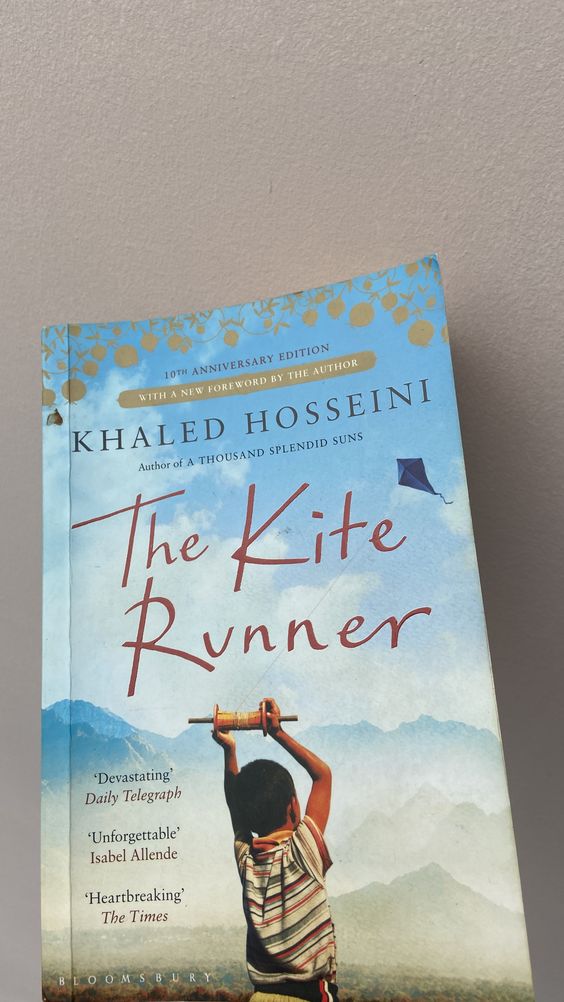 10TH ANNIVERSARY EDITION
WITH A NEW FOREWORD BY THE AUTHOR
KHALED HOSSEINI
Author of A THOUSAND SPLENDID SUNS
The Kite
Runner
‘Devastating’
Daily Telegraph
‘Unforgettable’
Isabel Allende
‘Heartbreaking’
The Times
BLOOMSBURY